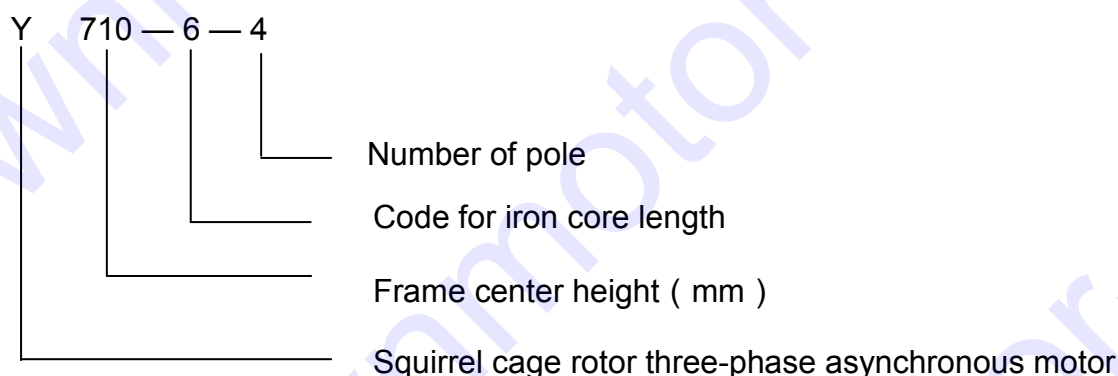 Y 710 — 6 — 4
Number of pole
Code for iron core length
Frame center height ( mm )
Squirrel cage rotor three-phase asynchronous motor